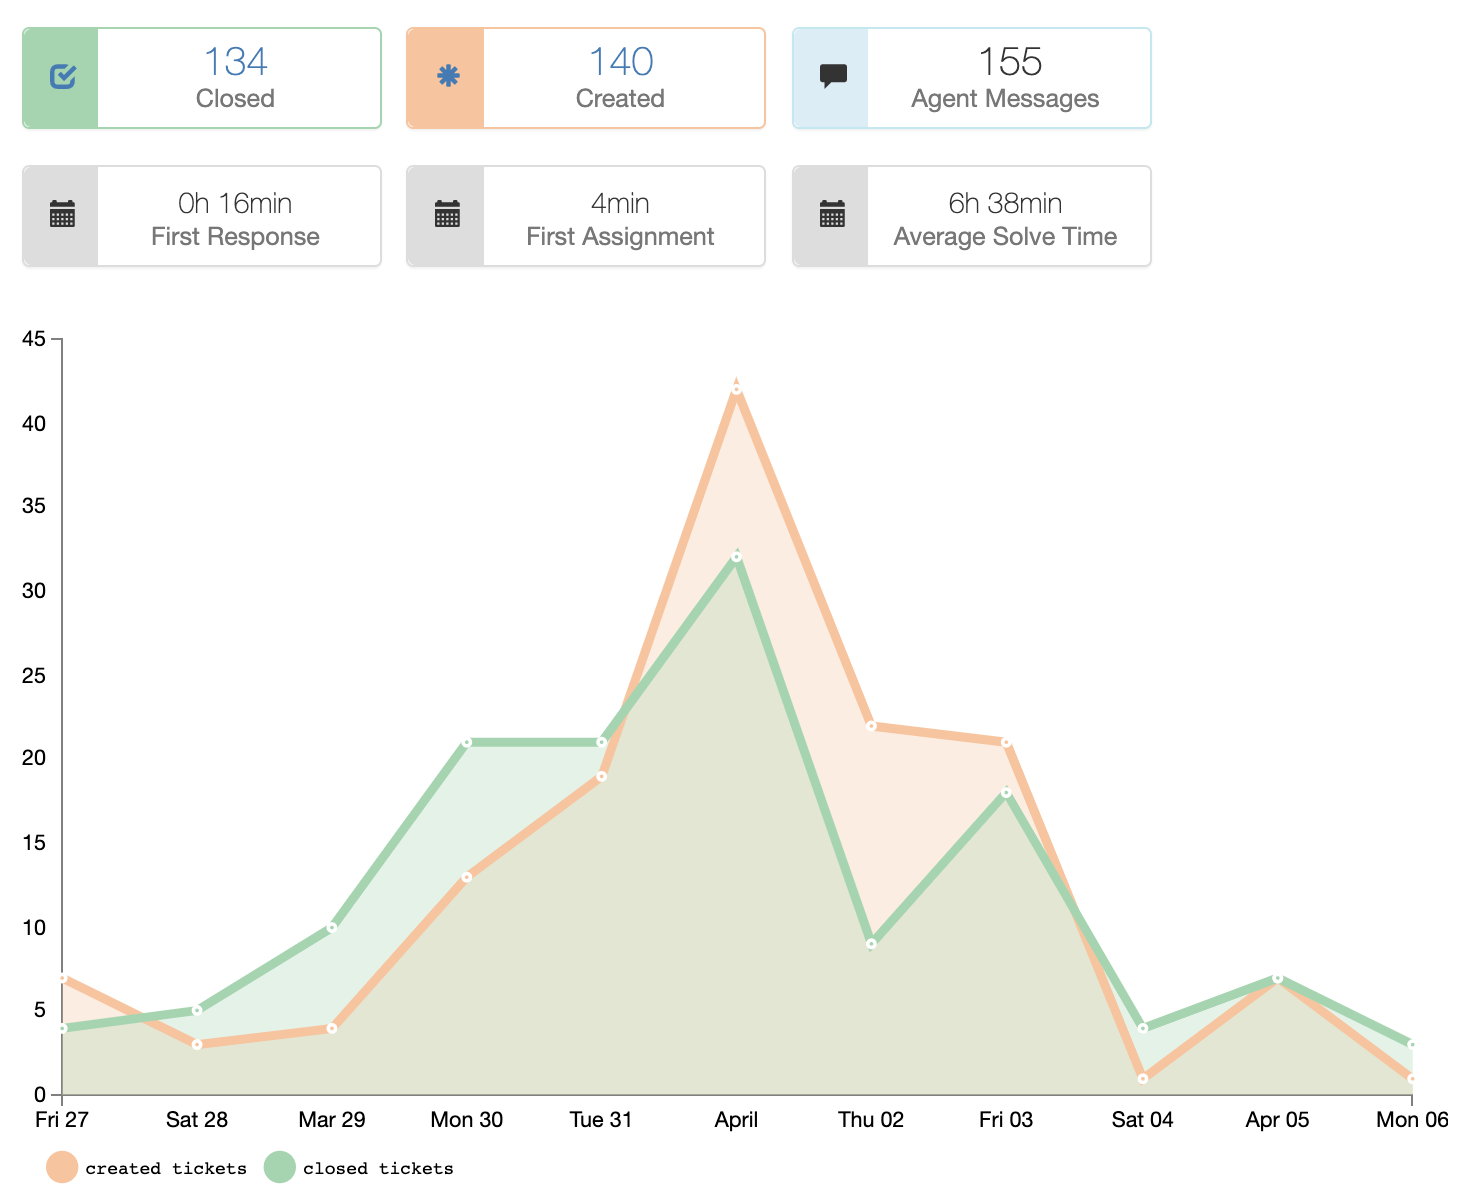 134
Closed
140
Created
155
Agent Messages
0h 16min
First Response
4min
First Assignment
6h 38min
Average Solve Time
45
40
35
30
25
20
15
10
5
0
Fri 27 Sat 28 Mar 29 Mon 30 Tue 31 April Thu 02 Fri 03 Sat 04 Apr 05 Mon 06
created tickets closed tickets